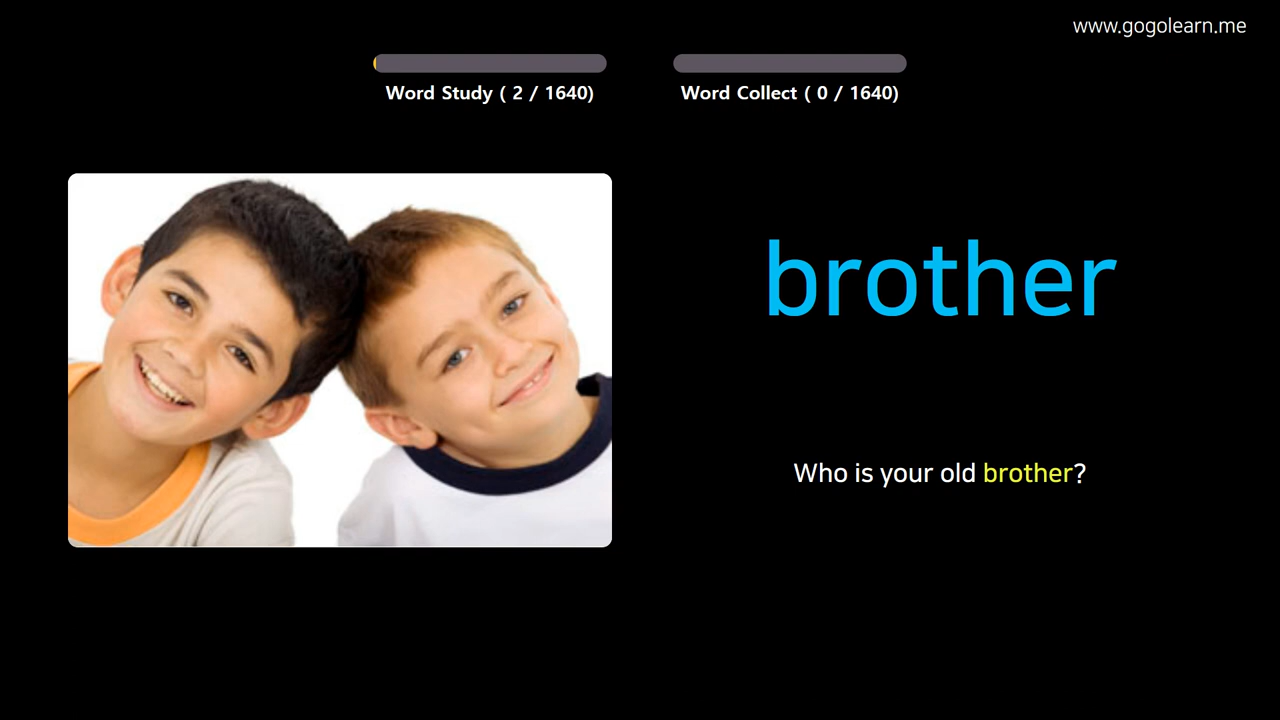 www.gogolearn.me
Word Study ( 2 / 1640)
Word Collect ( 0 / 1640)
brother
Who is your old brother?